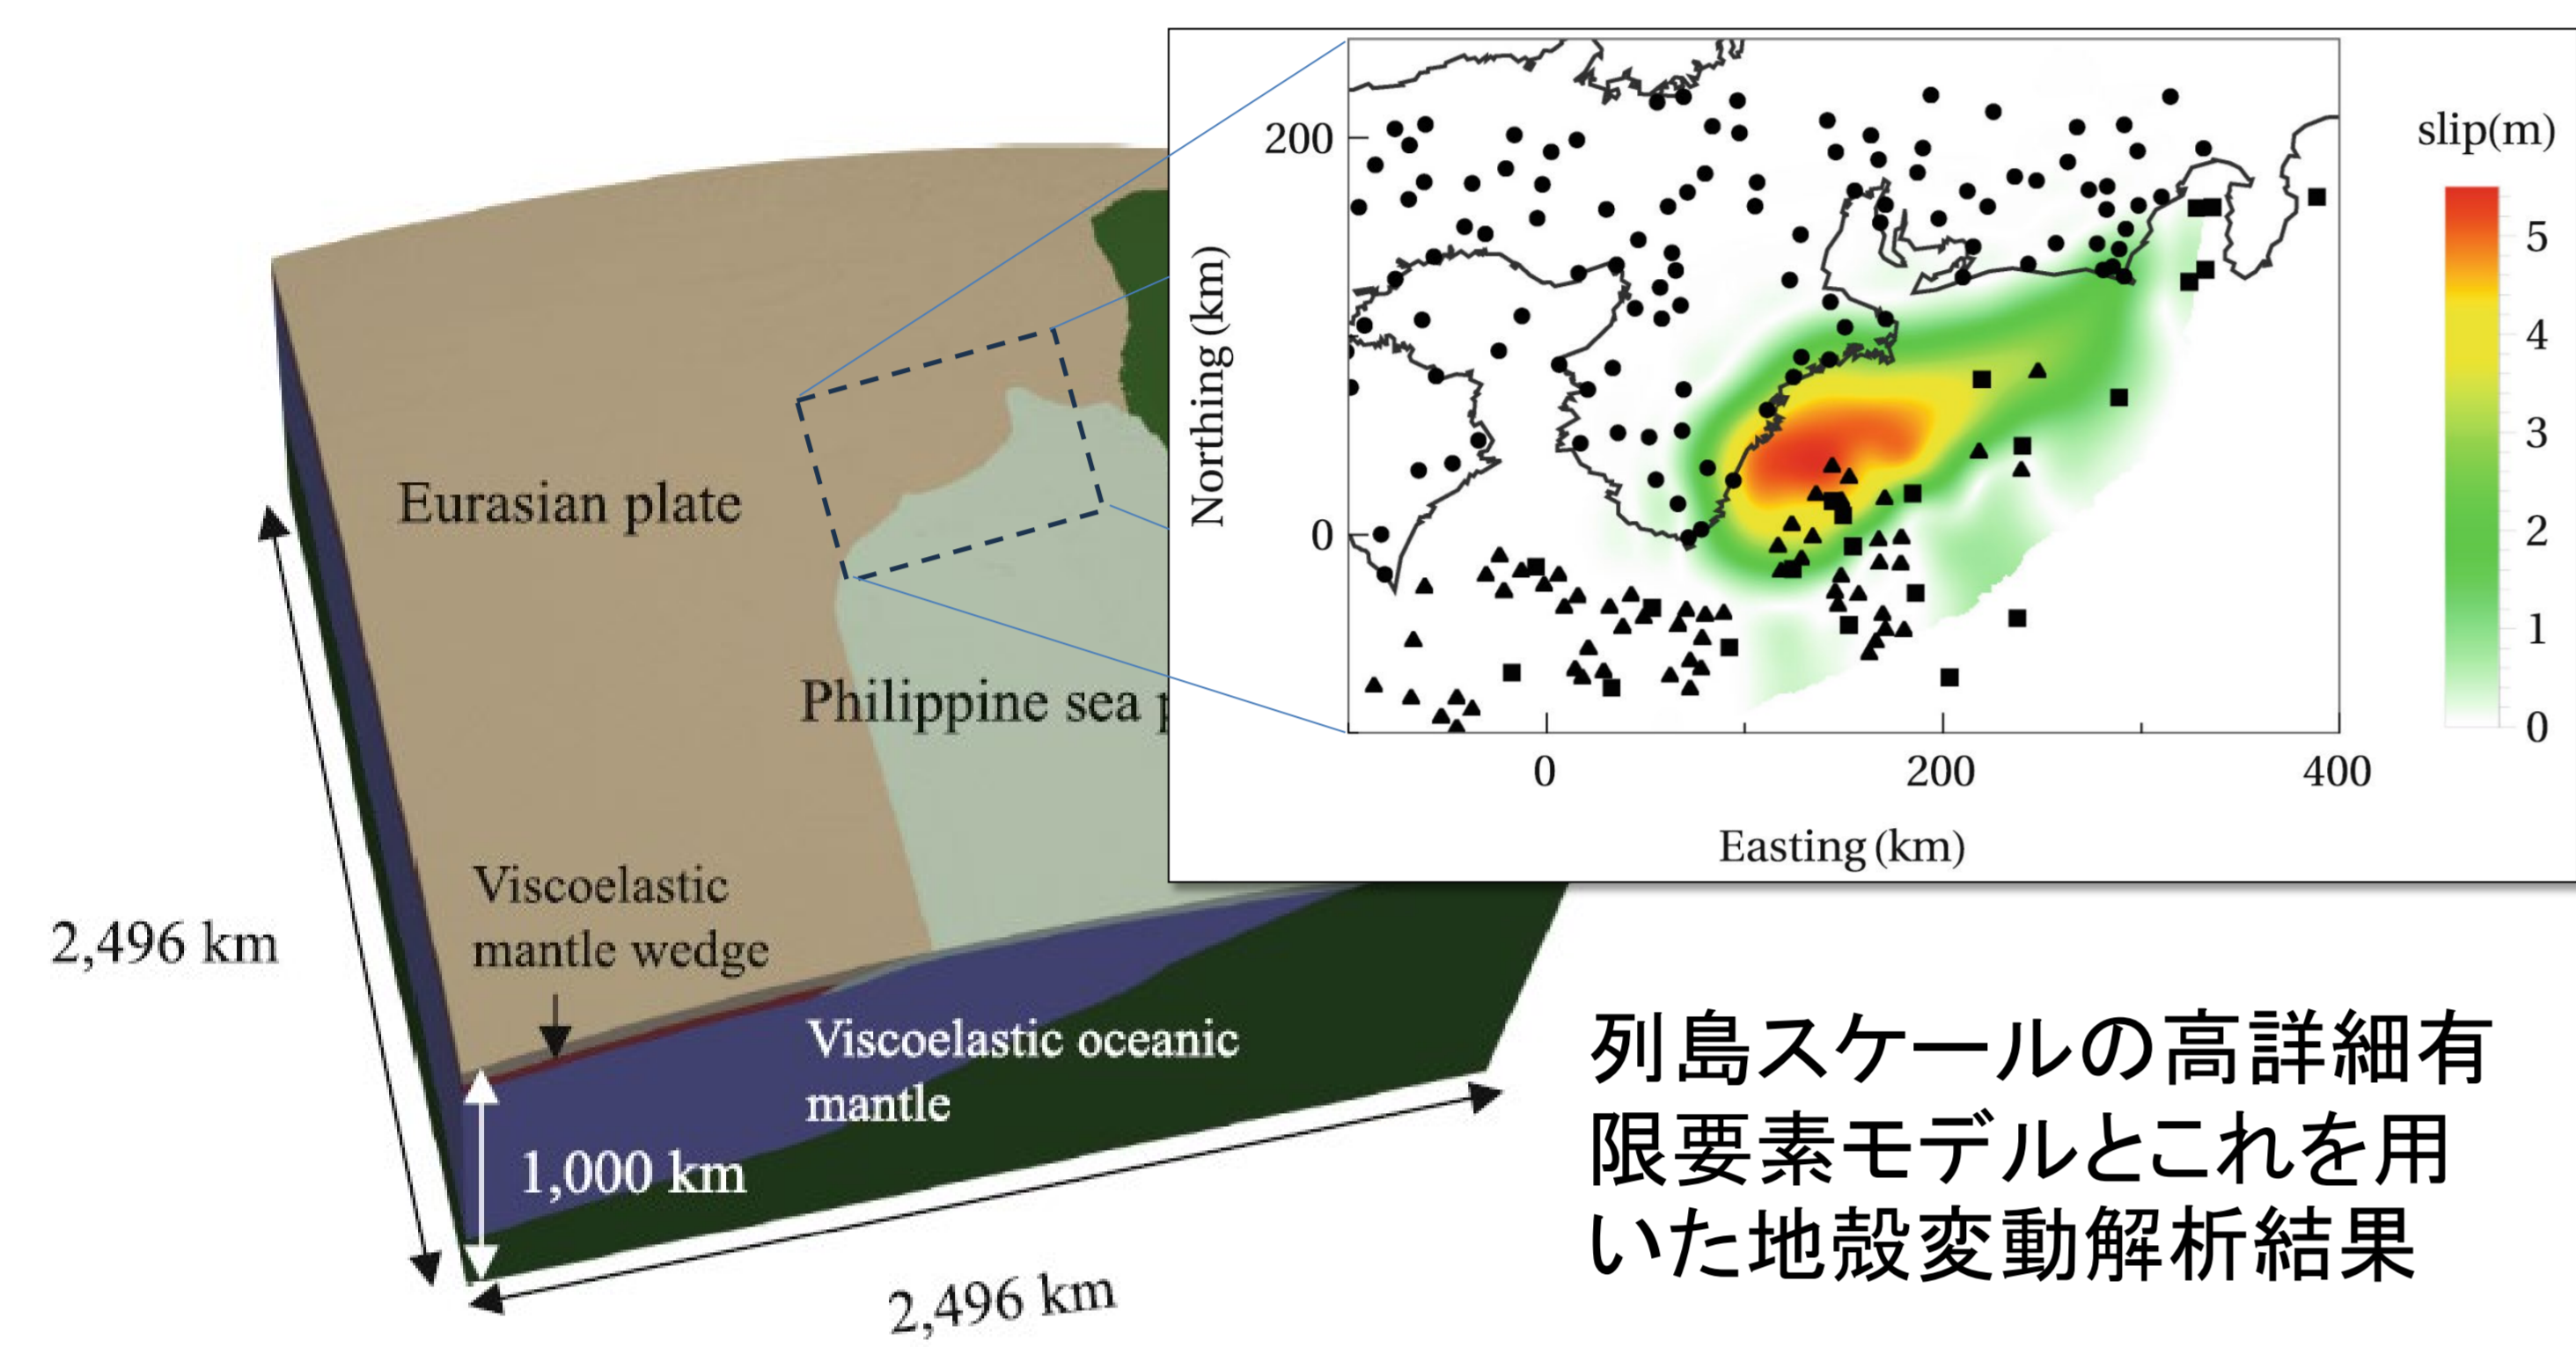 slip(m)
5
4
3
2
1
0
Northing (km)
200
0
0
200
400
Easting (km)
Eurasian plate
Philippine sea
Viscoelastic
mantle wedge
Viscoelastic oceanic
mantle
2,496 km
1,000 km
2,496 km
列島スケールの高詳細有
限要素モデルとこれを用
いた地殻変動解析結果